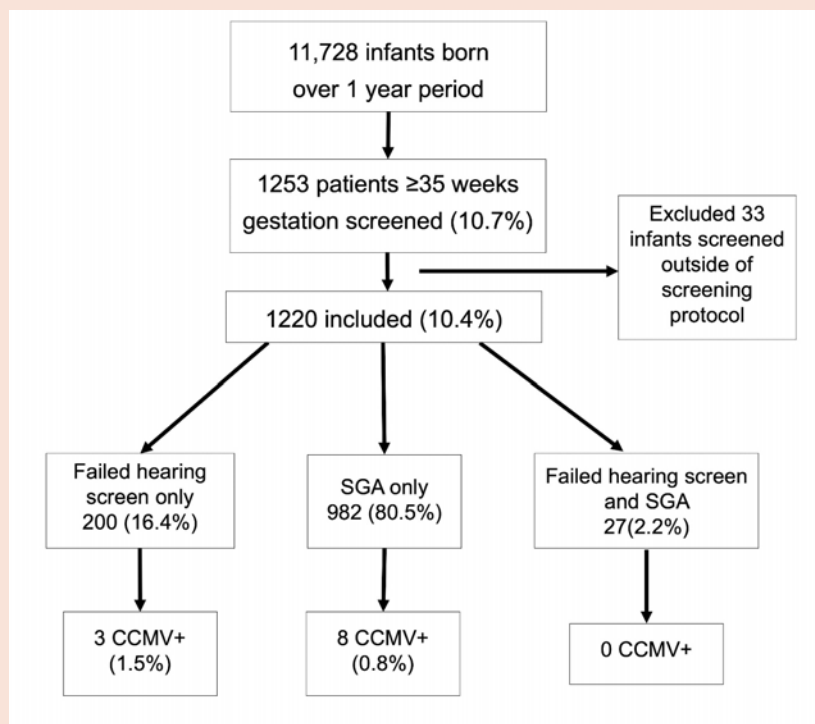 11,728 infants born
over 1 year period
1253 patients ≥35 weeks
gestation screened (10.7%)
Excluded 33
infants screened
outside of
screening
protocol
1220 included (10.4%)
Failed hearing
screen only
200 (16.4%)
SGA only
982 (80.5%)
Failed hearing screen
and SGA
27(2.2%)
3 CCMV+
(1.5%)
8 CCMV+
(0.8%)
0 CCMV+